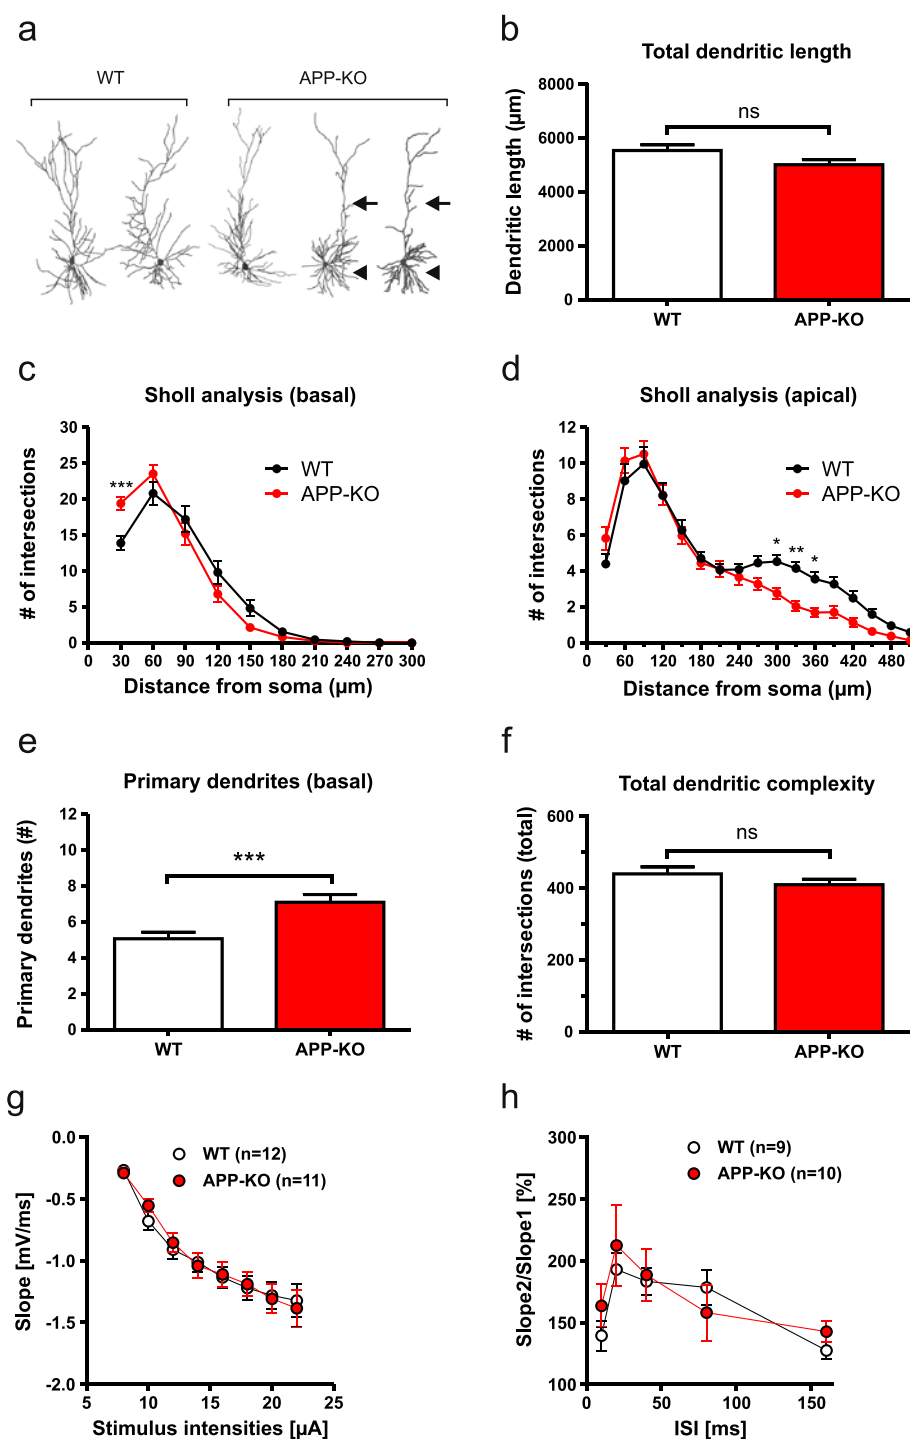 a
WT
APP-KO
b
Total dendritic length
Dendritic length (μm)
8000
6000
4000
2000
0
ns
WT
APP-KO
c
Sholl analysis (basal)
# of intersections
30
25
20
15
10
5
0
***
WT
APP-KO
0 30 60 90 120 150 180 210 240 270 300
Distance from soma (μm)
d
Sholl analysis (apical)
# of intersections
12
10
8
6
4
2
0
WT
APP-KO
* ** *
0 60 120 180 240 300 360 420 480
Distance from soma (μm)
e
Primary dendrites (basal)
Primary dendrites (#)
12
10
8
6
4
2
0
***
WT
APP-KO
f
Total dendritic complexity
# of intersections (total)
600
400
200
0
ns
WT
APP-KO
g
Slope [mV/ms]
0.0
-0.5
-1.0
-1.5
-2.0
WT (n=12)
APP-KO (n=11)
5 10 15 20 25
Stimulus intensities [μA]
h
Slope2/Slope1 [%]
300
250
200
150
100
WT (n=9)
APP-KO (n=10)
0 50 100 150
ISI [ms]